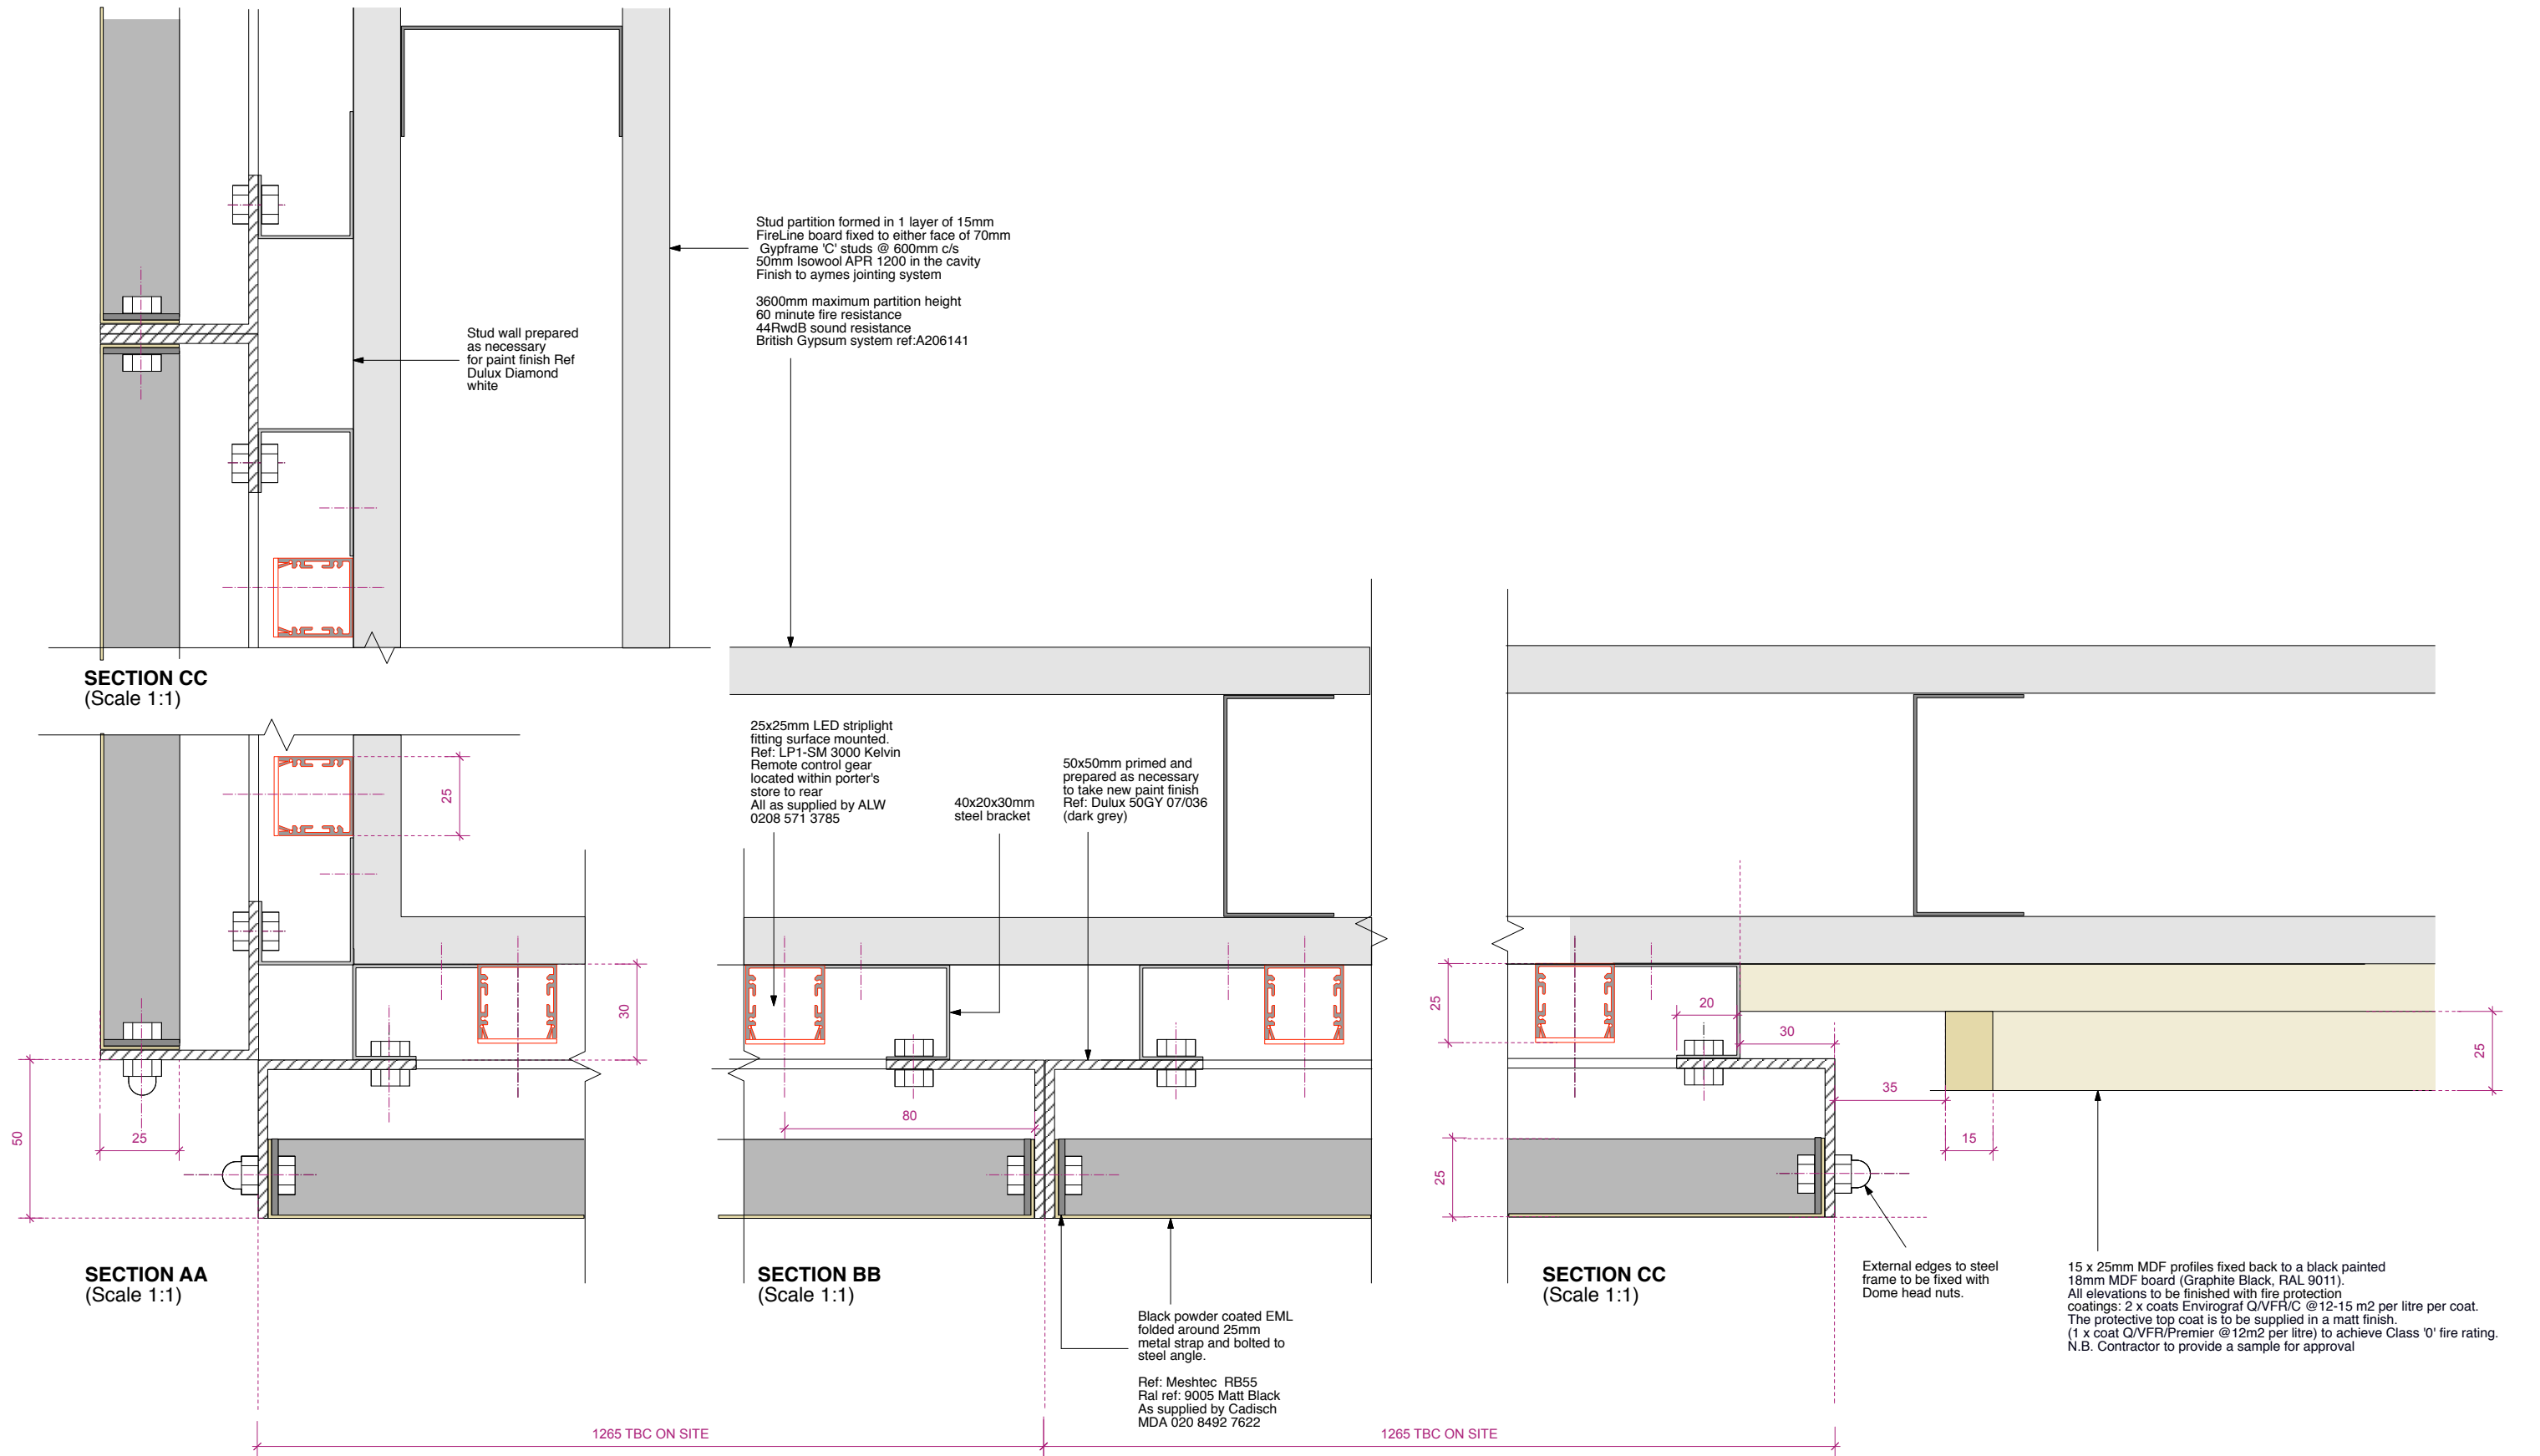 Stud partition formed in 1 layer of 15mm
FireLine board fixed to either face of 70mm
Gypframe 'C' studs @ 600mm c/s
50mm Isowool APR 1200 in the cavity
Finish to aymes jointing system
3600mm maximum partition height
60 minute fire resistance
44RwdB sound resistance
British Gypsum system ref:A206141
Stud wall prepared
as necessary
for paint finish Ref
Dulux Diamond
white
SECTION CC
(Scale 1:1)
25x25mm LED striplight
fitting surface mounted.
Ref: LP1-SM 3000 Kelvin
Remote control gear
located within porter's
store to rear
All as supplied by ALW
0208 571 3785
40x20x30mm
steel bracket
50x50mm primed and
prepared as necessary
to take new paint finish
Ref: Dulux 50GY 07/036
(dark grey)
25
30
50
25
80
25
20
30
25
35
15
25
SECTION AA
(Scale 1:1)
SECTION BB
(Scale 1:1)
SECTION CC
(Scale 1:1)
External edges to steel
frame to be fixed with
Dome head nuts.
15 x 25mm MDF profiles fixed back to a black painted
18mm MDF board (Graphite Black, RAL 9011).
All elevations to be finished with fire protection
coatings: 2 x coats Envirograf Q/VFR/C @12-15 m2 per litre per coat.
The protective top coat is to be supplied in a matt finish.
(1 x coat Q/VFR/Premier @12m2 per litre) to achieve Class '0' fire rating.
N.B. Contractor to provide a sample for approval
Black powder coated EML
folded around 25mm
metal strap and bolted to
steel angle.
Ref: Meshtec RB55
Ral ref: 9005 Matt Black
As supplied by Cadisch
MDA 020 8492 7622
1265 TBC ON SITE
1265 TBC ON SITE